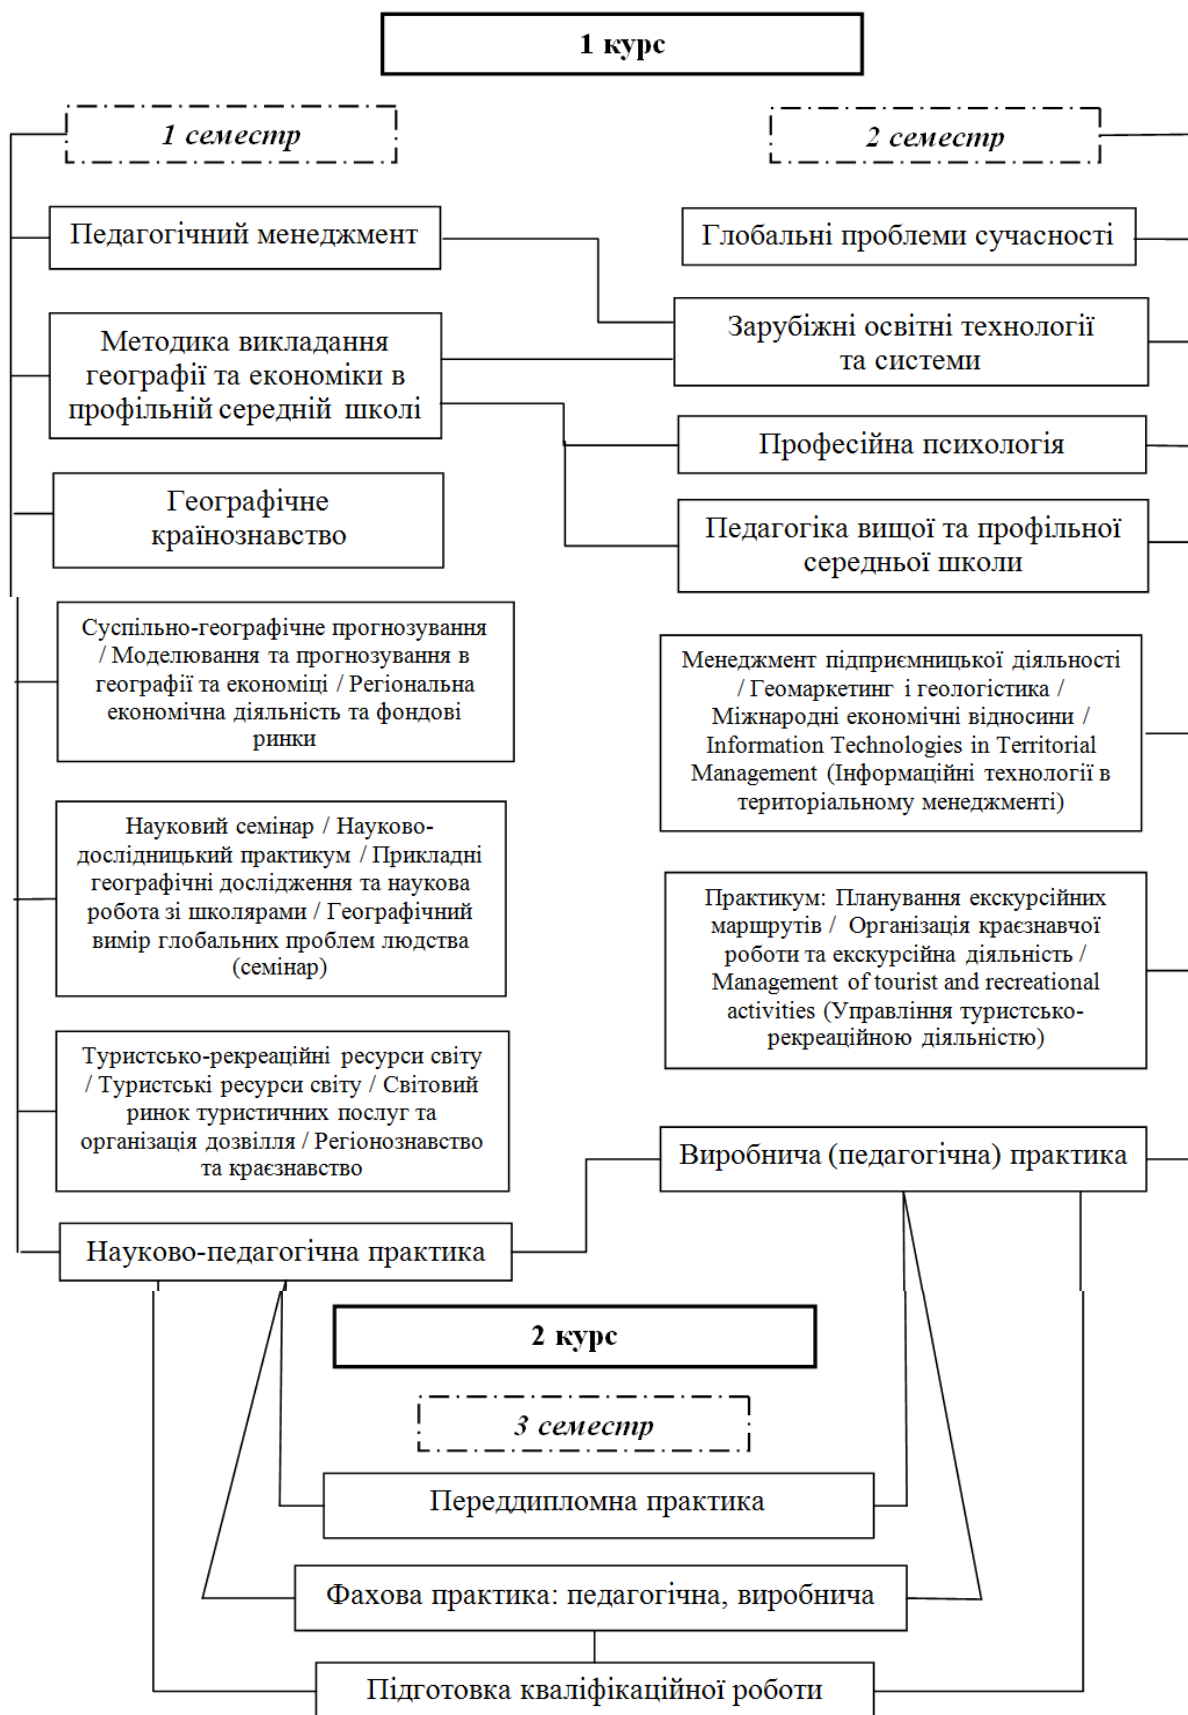 1 курс
1 семестр
2 семестр
Педагогічний менеджмент
Глобальні проблеми сучасності
Методика викладання
географії та економіки в
профільній середній школі
Зарубіжні освітні технології
та системи
Професійна психологія
Географічне
країнознавство
Педагогіка вищої та профільної
середньої школи
Суспільно-географічне прогнозування
/ Моделювання та прогнозування в
географії та економіці / Регіональна
економічна діяльність та фондові
ринки
Менеджмент підприємницької діяльності
/ Геомаркетинг і геологістика /
Міжнародні економічні відносини /
Information Technologies in Territorial
Management (Інформаційні технології в
територіальному менеджменті)
Науковий семінар / Науково-
дослідницький практикум / Прикладні
географічні дослідження та наукова
робота зі школярами / Географічний
вимір глобальних проблем людства
(семінар)
Практикум: Планування екскурсійних
маршрутів / Організація краєзнавчої
роботи та екскурсійна діяльність /
Management of tourist and recreational
activities (Управління туристсько-
рекреаційною діяльністю)
Туристсько-рекреаційні ресурси світу
/ Туристські ресурси світу / Світовий
ринок туристичних послуг та
організація дозвілля / Регіонознавство
та краєзнавство
Виробнича (педагогічна) практика
Науково-педагогічна практика
2 курс
3 семестр
Переддипломна практика
Фахова практика: педагогічна, виробнича
Підготовка кваліфікаційної роботи